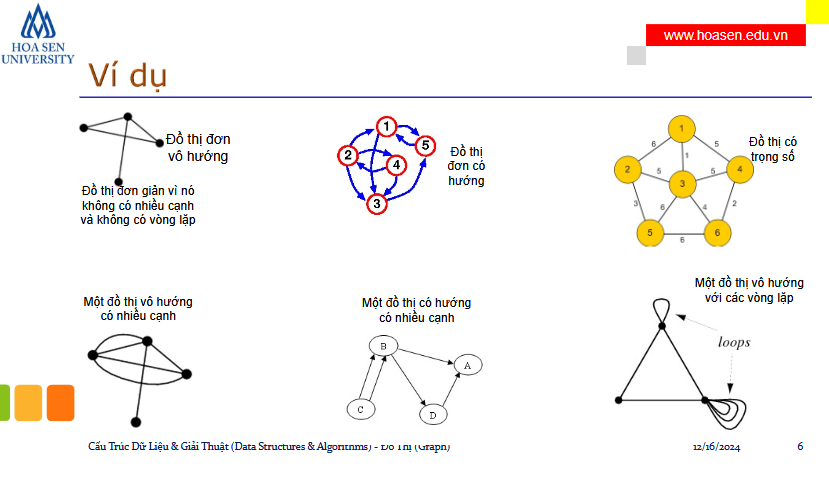 HOA SEN
UNIVERSITY
www.hoasen.edu.vn
Ví dụ
Đồ thị đơn
vô hướng
Đồ thị đơn giản vì nó
không có nhiều cạnh
và không có vòng lặp
1
2
5
4
3
Đồ thị
đơn có
hướng
1
6
5
1
2
5
3
5
4
3
6
4
2
5
6
6
Đồ thị có
trọng số
Một đồ thị vô hướng
có nhiều cạnh
Một đồ thị có hướng
có nhiều cạnh
B
A
C
D
Một đồ thị vô hướng
với các vòng lặp
loops
Cấu Trúc Dữ Liệu & Giải Thuật (Data Structures & Algorithms) - Đồ Thị (Graph)
12/16/2024
6